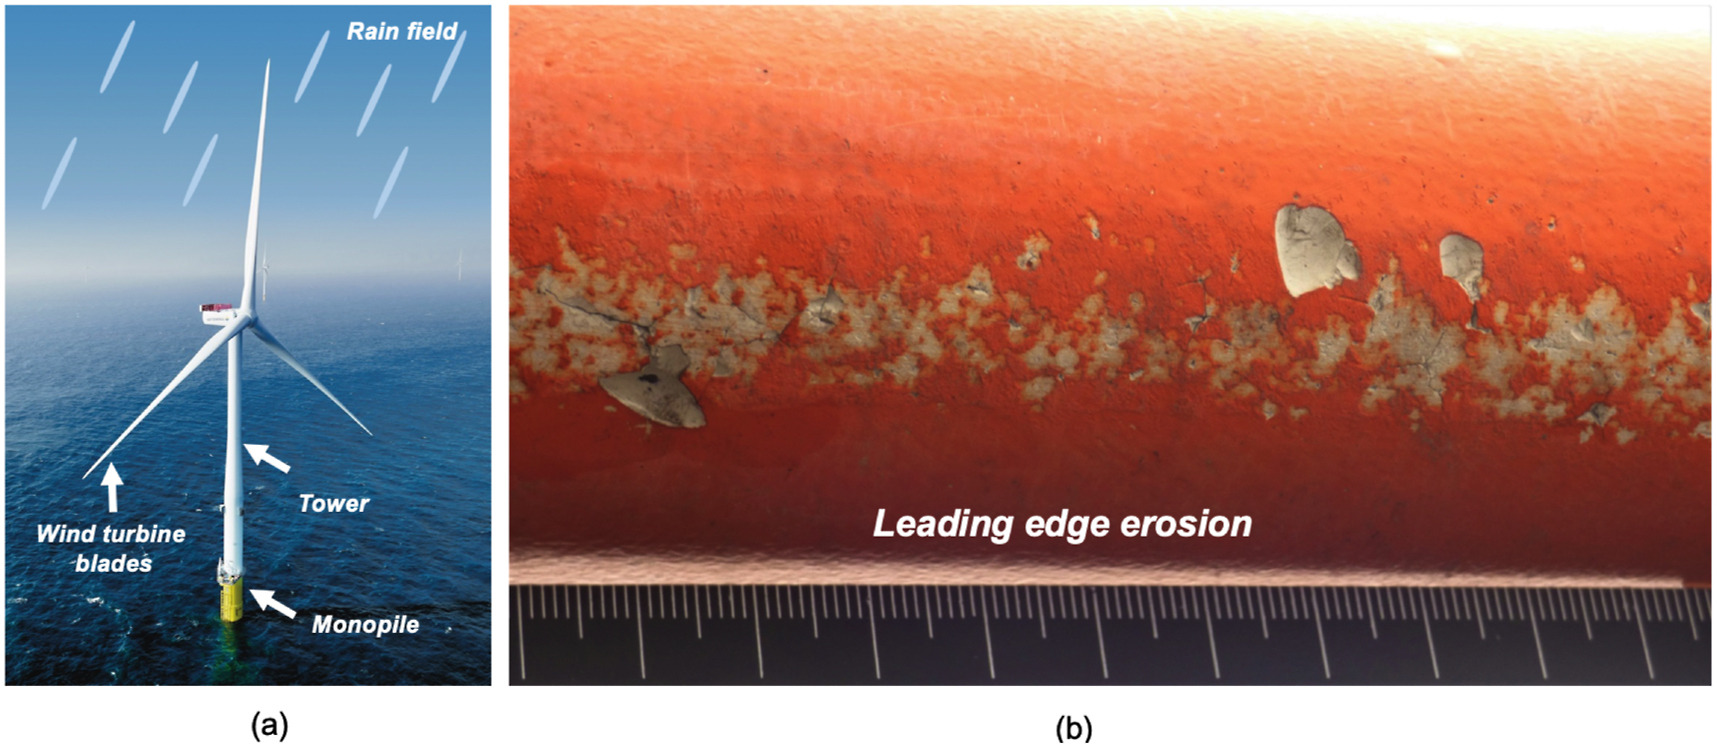 Rain field
Tower
Wind turbine
blades
Monopile
Leading edge erosion
(a)
(b)